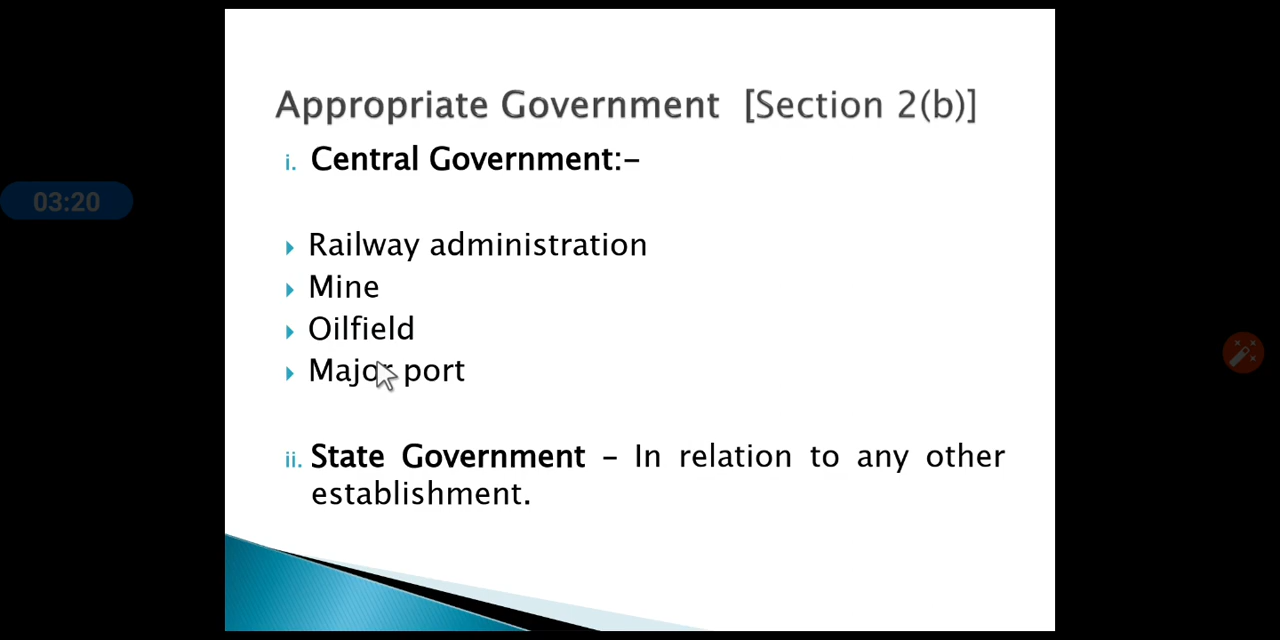 Appropriate Government [Section 2(b)]
i. Central Government:-
03:20
Railway administration
Mine
Oilfield
Major port
ii. State Government - In relation to any other
establishment.